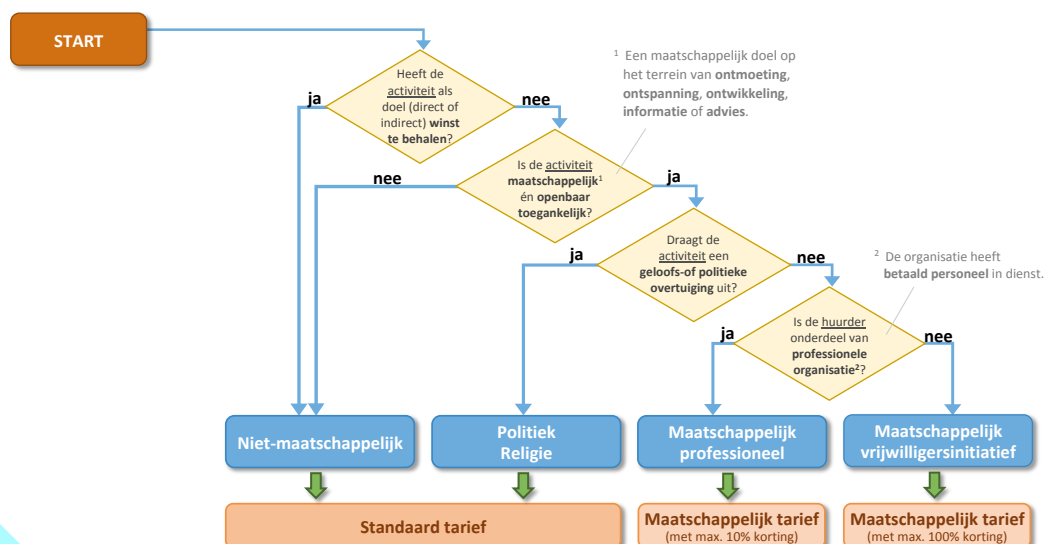 START
Heeft de
activiteit als
doel (direct of
indirect) winst
te behalen?
ja
nee
¹ Een maatschappelijk doel op
het terrein van ontmoeting,
ontspanning, ontwikkeling,
informatie of advies.
Is de activiteit
maatschappelijk¹
én openbaar
toegankelijk?
nee
ja
Draagt de
activiteit een
geloofs-of politieke
overtuiging uit?
ja
nee
² De organisatie heeft
betaald personeel in dienst.
Is de huurder
onderdeel van
professionele
organisatie²?
ja
nee
Niet-maatschappelijk
Politiek
Religie
Maatschappelijk
professioneel
Maatschappelijk
vrijwilligersinitiatief
Standaard tarief
Maatschappelijk tarief
(met max. 10% korting)
Maatschappelijk tarief
(met max. 100% korting)